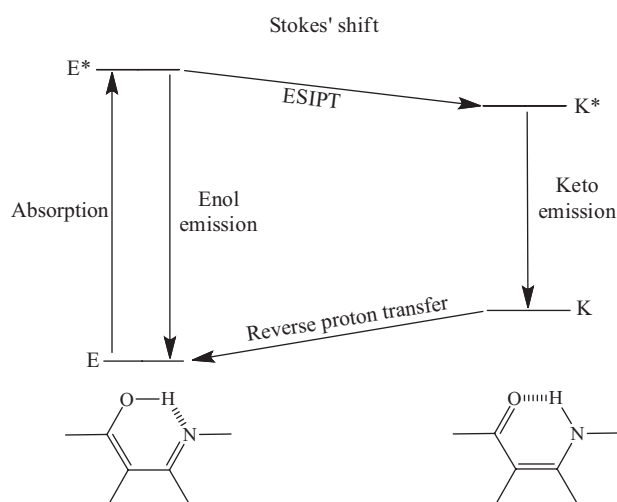 Stokes' shift
E*
ESIPT
K*
Absorption
Enol
emission
Keto
emission
Reverse proton transfer
K
E
O
H
N
O
H
N